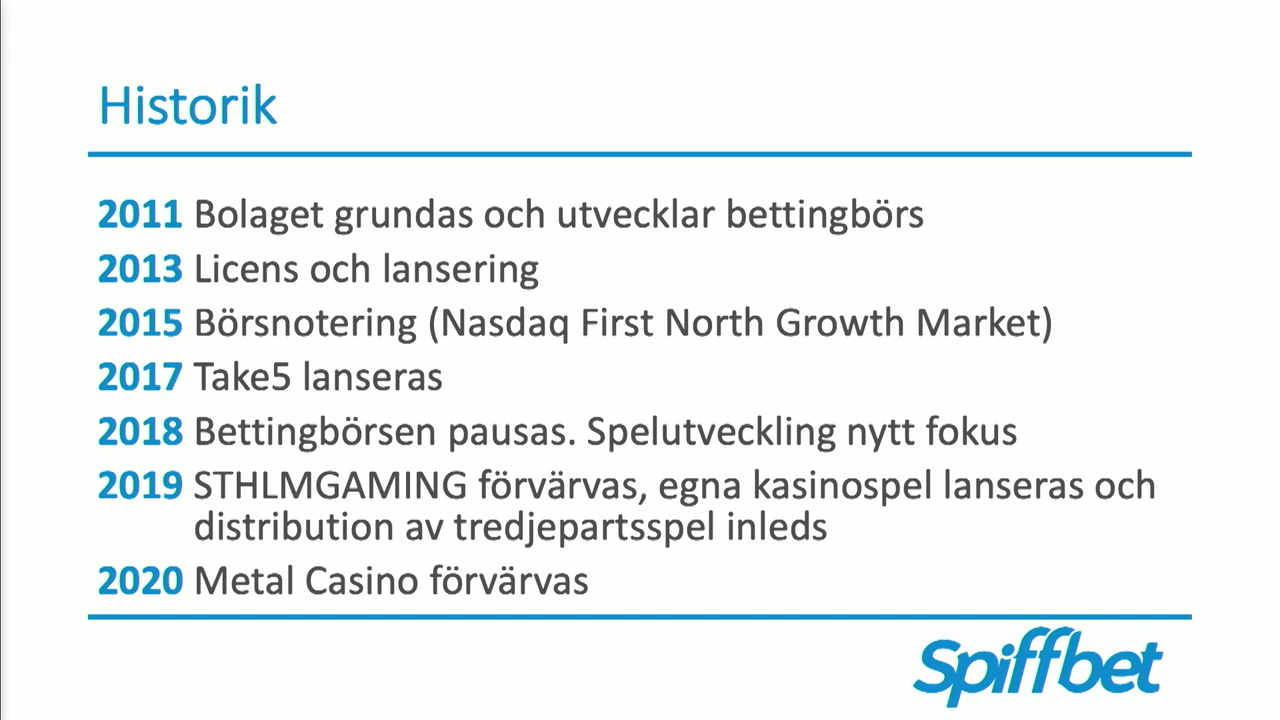 Historik
2011 Bolaget grundas och utvecklar bettingbörs
2013 Licens och lansering
2015 Börsnotering (Nasdaq First North Growth Market)
2017 Take5 lanseras
2018 Bettingbörsen pausas. Spelutveckling nytt fokus
2019 STHLMGAMING förvärvas, egna kasinospel lanseras och
distribution av tredjepartsspel inleds
2020 Metal Casino förvärvas
Spiffbet